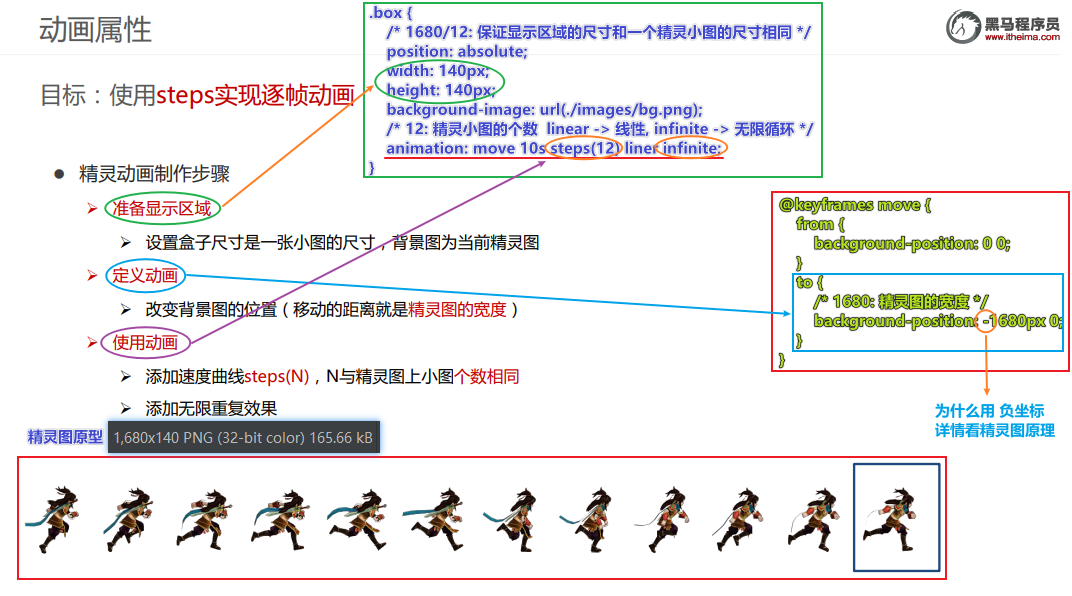 动画属性
黑马程序员
www.itheima.com
.box {
/* 1680/12: 保证显示区域的尺寸和一个精灵小图的尺寸相同 */
position: absolute;
width: 140px;
height: 140px;
background-image: url(./images/bg.png);
/* 12: 精灵小图的个数 linear -> 线性, infinite -> 无限循环 */
animation: move 10s steps(12) liner infinite;
}
目标：使用steps实现逐帧动画
精灵动画制作步骤
准备显示区域
设置盒子尺寸是一张小图的尺寸，背景图为当前精灵图
定义动画
改变背景图的位置（移动的距离就是精灵图的宽度）
使用动画
添加速度曲线steps(N)，N与精灵图上小图个数相同
添加无限重复效果
@keyframes move {
from {
background-position: 0 0;
}
to {
/* 1680: 精灵图的宽度 */
background-position: -1680px 0;
}
}
为什么用 负坐标
详情看精灵图原理
精灵图原型
1,680x140 PNG (32-bit color) 165.66 kB